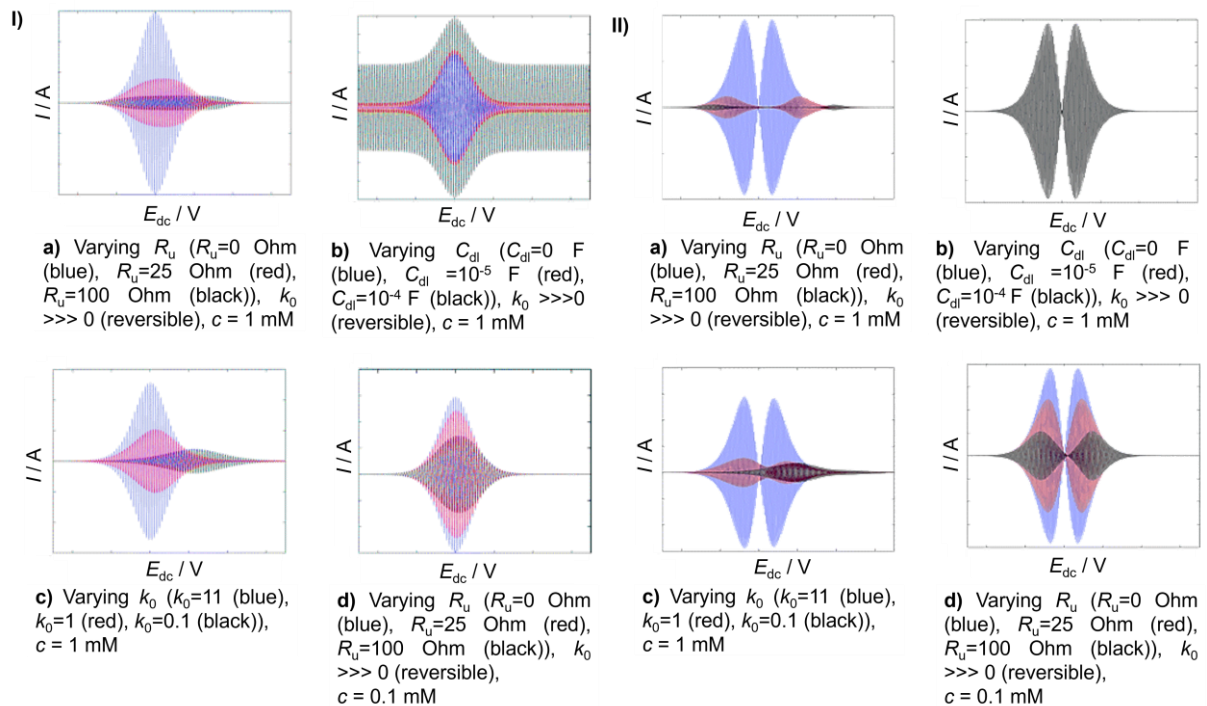 I)
I / A
E_dc / V
a) Varying R_u (R_u=0 Ohm
(blue), R_u=25 Ohm (red),
R_u=100 Ohm (black)), k_0
>>> 0 (reversible), c = 1 mM
I / A
E_dc / V
b) Varying C_dl (C_dl=0 F
(blue), C_dl =10^-5 F (red),
C_dl=10^-4 F (black)), k_0 >>>0
(reversible), c = 1 mM
I / A
E_dc / V
c) Varying k_0 (k_0=11 (blue),
k_0=1 (red), k_0=0.1 (black)),
c = 1 mM
I / A
E_dc / V
d) Varying R_u (R_u=0 Ohm
(blue), R_u=25 Ohm (red),
R_u=100 Ohm (black)), k_0
>>> 0 (reversible),
c = 0.1 mM
II)
I / A
E_dc / V
a) Varying R_u (R_u=0 Ohm
(blue), R_u=25 Ohm (red),
R_u=100 Ohm (black)), k_0
>>> 0 (reversible), c = 1 mM
I / A
E_dc / V
b) Varying C_dl (C_dl=0 F
(blue), C_dl =10^-5 F (red),
C_dl=10^-4 F (black)), k_0 >>> 0
(reversible), c = 1 mM
I / A
E_dc / V
c) Varying k_0 (k_0=11 (blue),
k_0=1 (red), k_0=0.1 (black)),
c = 1 mM
I / A
E_dc / V
d) Varying R_u (R_u=0 Ohm
(blue), R_u=25 Ohm (red),
R_u=100 Ohm (black)), k_0
>>> 0 (reversible),
c = 0.1 mM